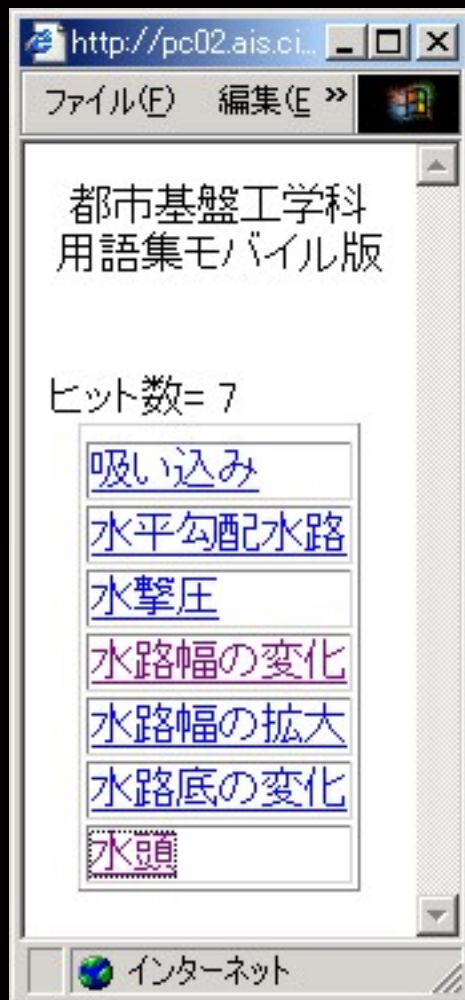 http://pc02.ais.ci...
ファイル(F) 編集(E »
都市基盤工学科
用語集モバイル版
ヒット数= 7
吸い込み
水平勾配水路
水撃圧
水路幅の変化
水路幅の拡大
水路底の変化
水頭
インターネット